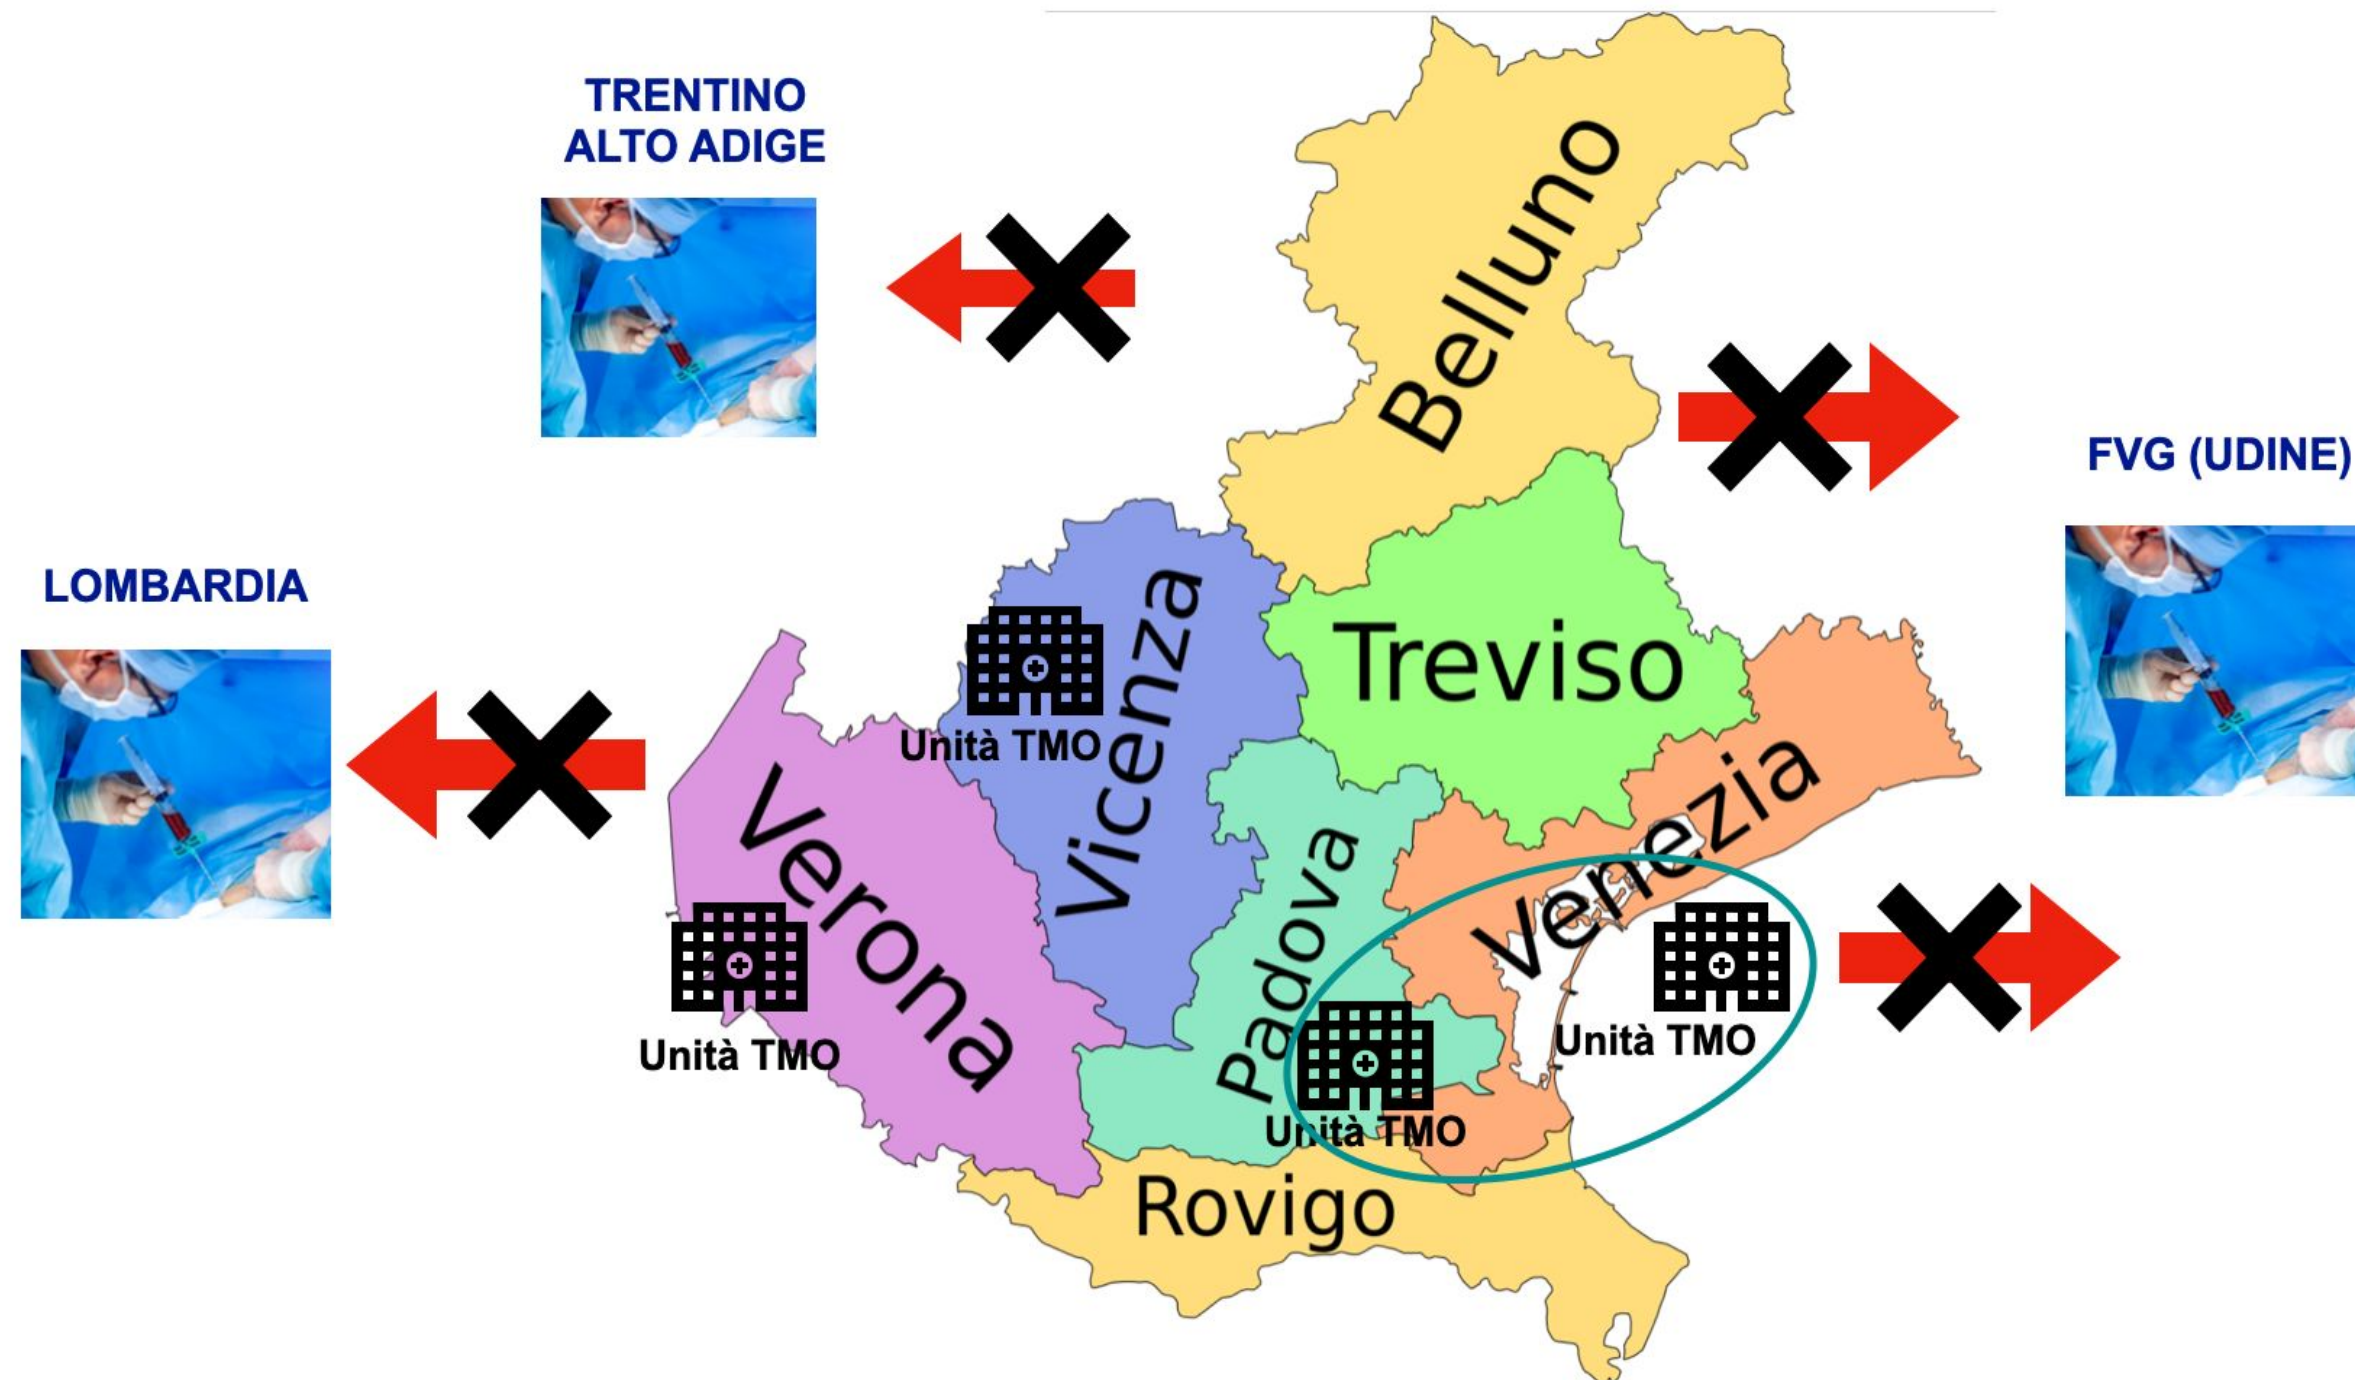 TRENTINO
ALTO ADIGE
Belluno
FVG (UDINE)
LOMBARDIA
Vicenza
Treviso
Unità TMO
Verona
Padova
Venezia
Unità TMO
Unità TMO
Unità TMO
Rovigo